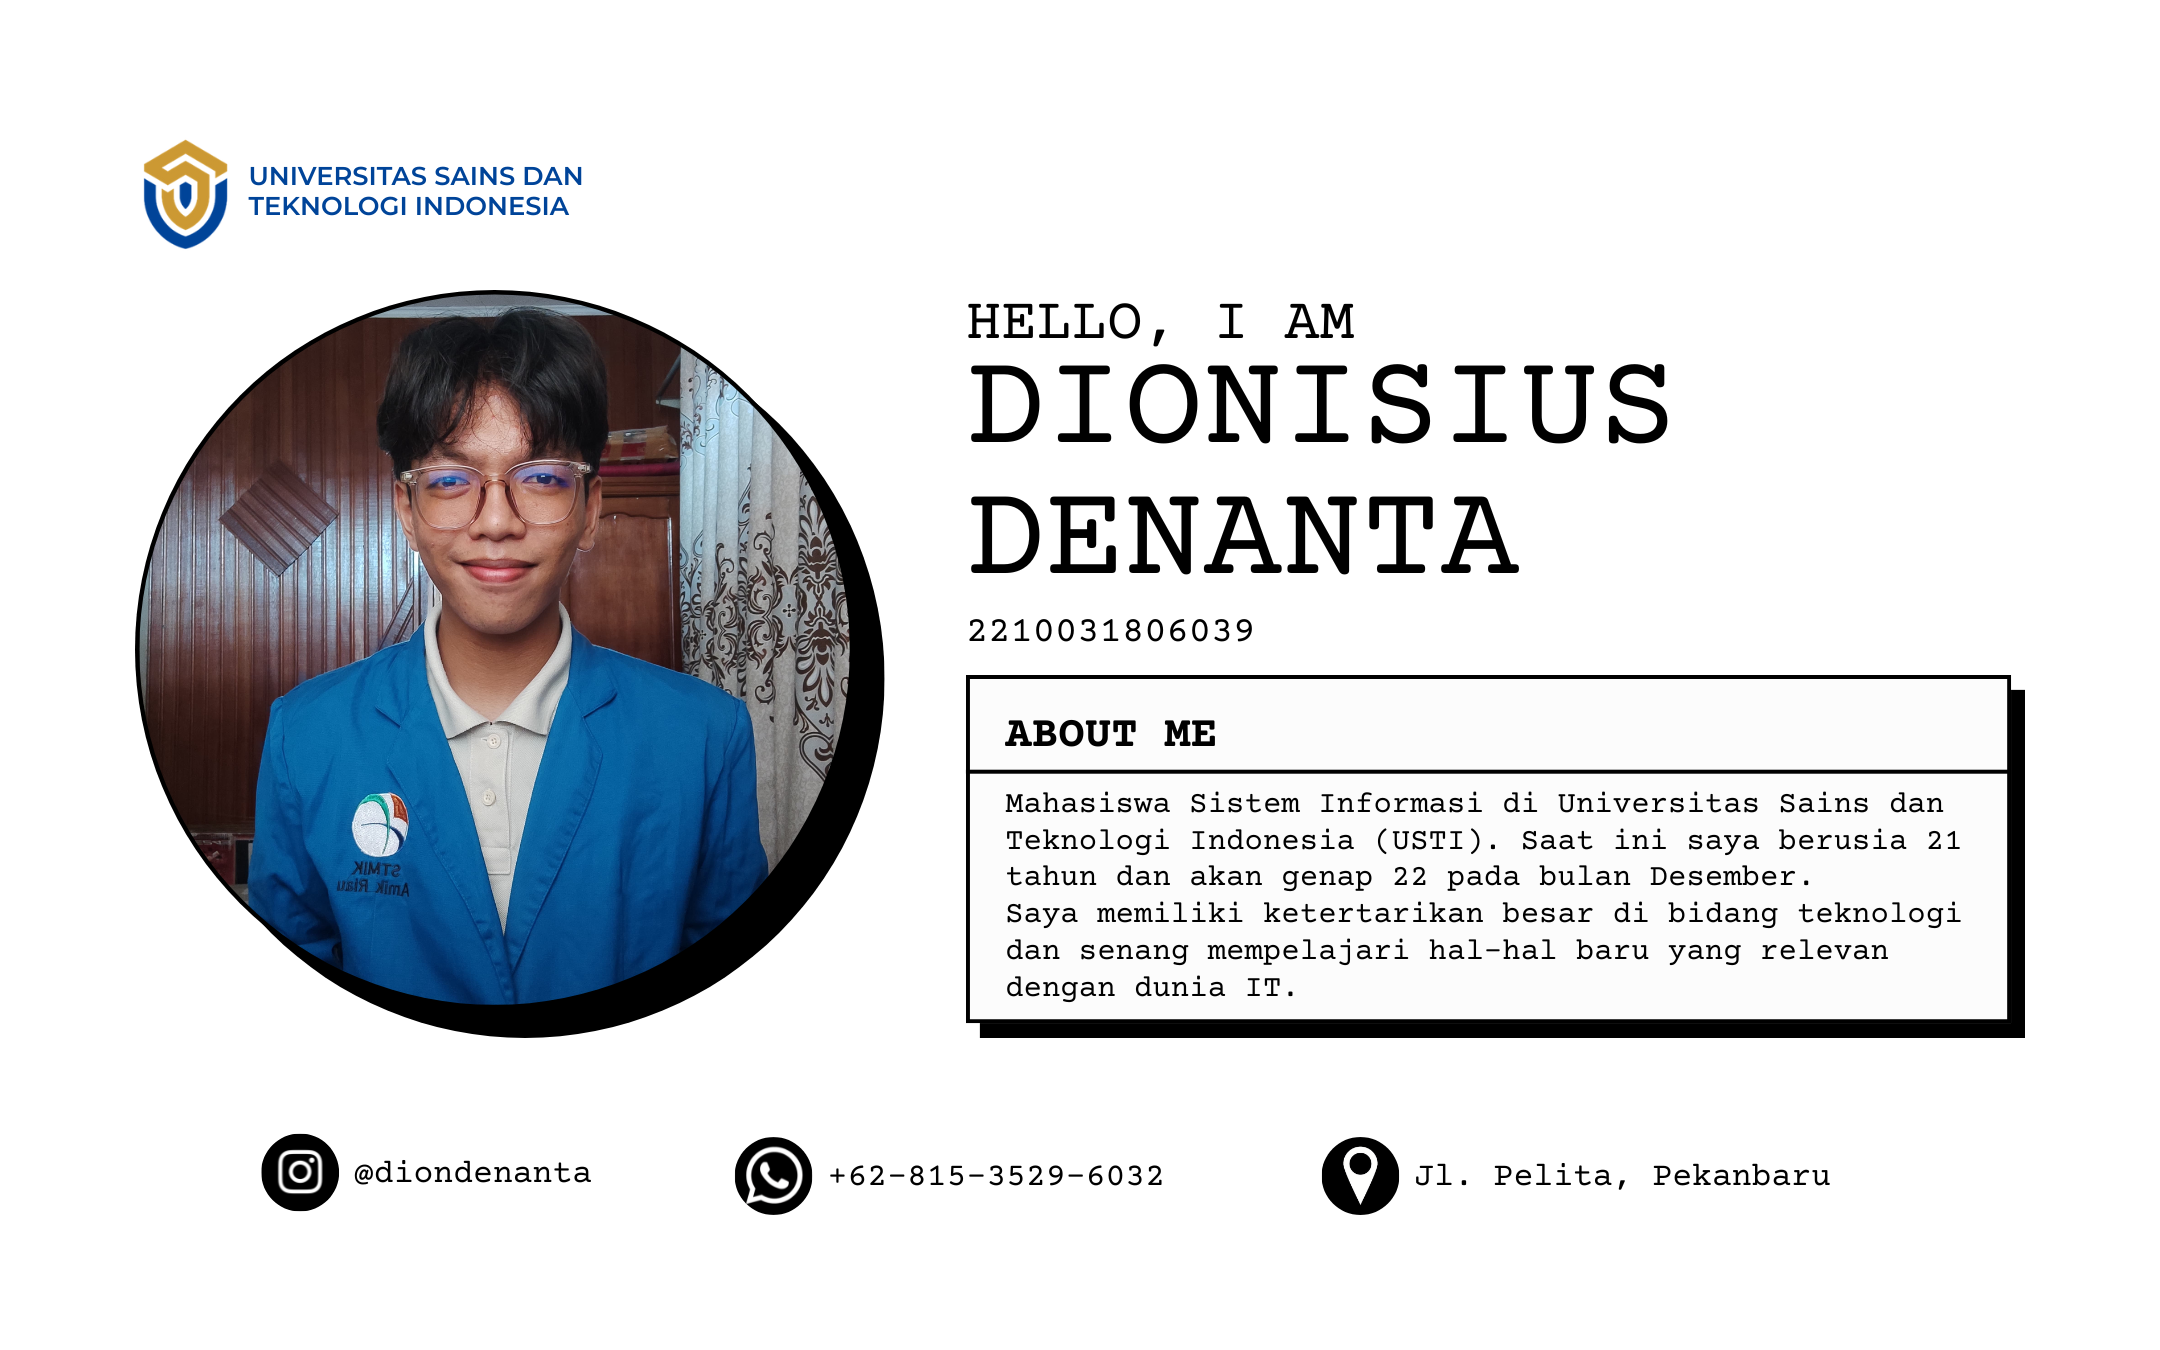 UNIVERSITAS SAINS DAN
TEKNOLOGI INDONESIA
HELLO, I AM
DIONISIUS
DENANTA
2210031806039
ABOUT ME
Mahasiswa Sistem Informasi di Universitas Sains dan
Teknologi Indonesia (USTI). Saat ini saya berusia 21
tahun dan akan genap 22 pada bulan Desember.
Saya memiliki ketertarikan besar di bidang teknologi
dan senang mempelajari hal-hal baru yang relevan
dengan dunia IT.
STMIK
Amik Riau
@diondenanta
+62-815-3529-6032
Jl. Pelita, Pekanbaru